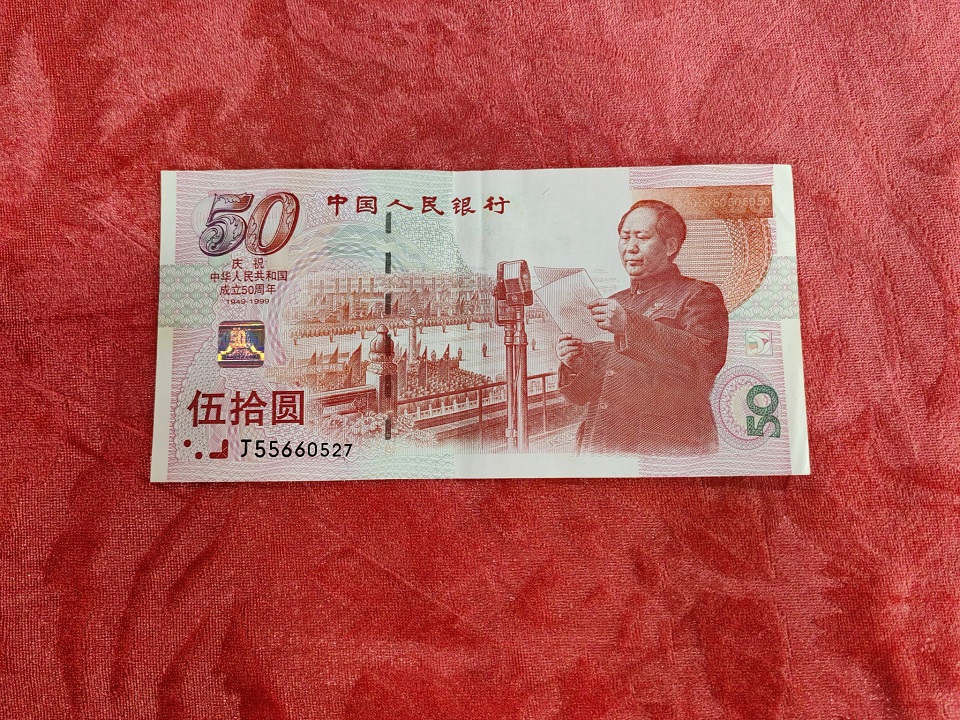 50
中国人民银行
庆祝
中华人民共和国
成立50周年
1949-1999
伍拾圆
J55660527
50